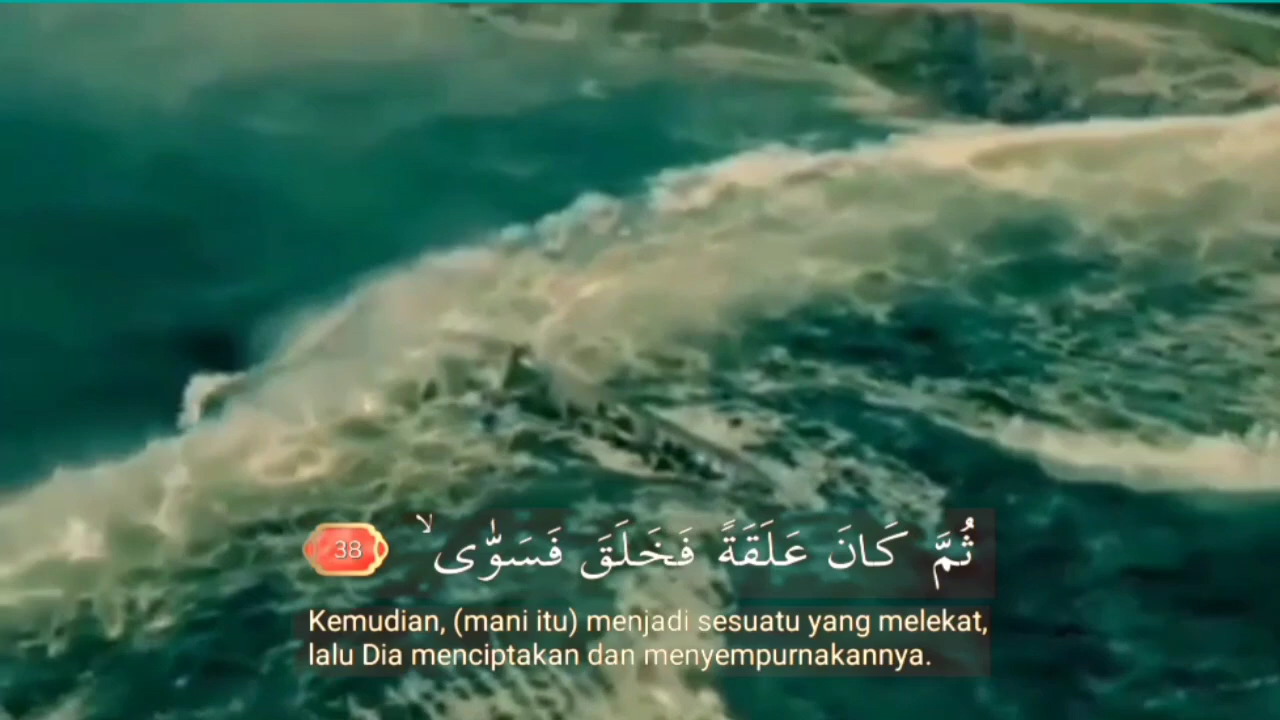 ثُمَّ كَانَ عَلَقَةً فَخَلَقَ فَسَوّٰىۙ 38
Kemudian, (mani itu) menjadi sesuatu yang melekat,
lalu Dia menciptakan dan menyempurnakannya.